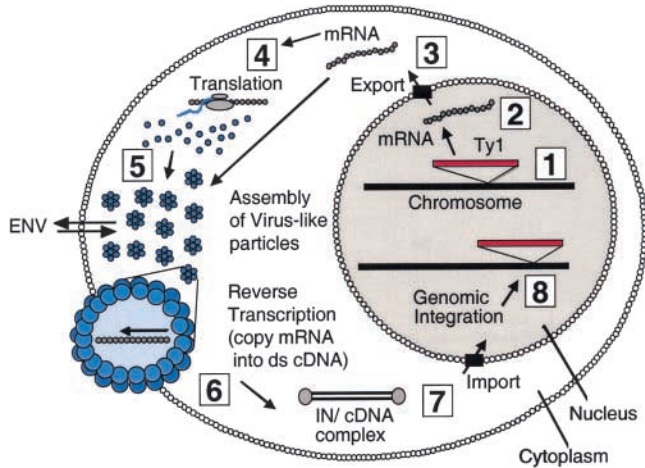 mRNA
4
3
Translation
Export
2
mRNA
Ty1
1
5
Chromosome
ENV
Assembly
of Virus-like
particles
Reverse
Transcription
(copy mRNA
into ds cDNA)
Genomic
Integration
8
6
7
Import
IN/ cDNA
complex
Nucleus
Cytoplasm